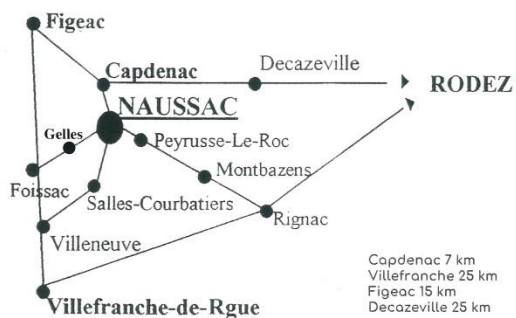 Figeac
Capdenac
Decazeville
RODEZ
NAUSSAC
Gelles
Peyrusse-Le-Roc
Montbazens
Foissac
Salles-Courbatiers
Rignac
Villeneuve
Villefranche-de-Rgue
Capdenac 7 km
Villefranche 25 km
Figeac 15 km
Decazeville 25 km